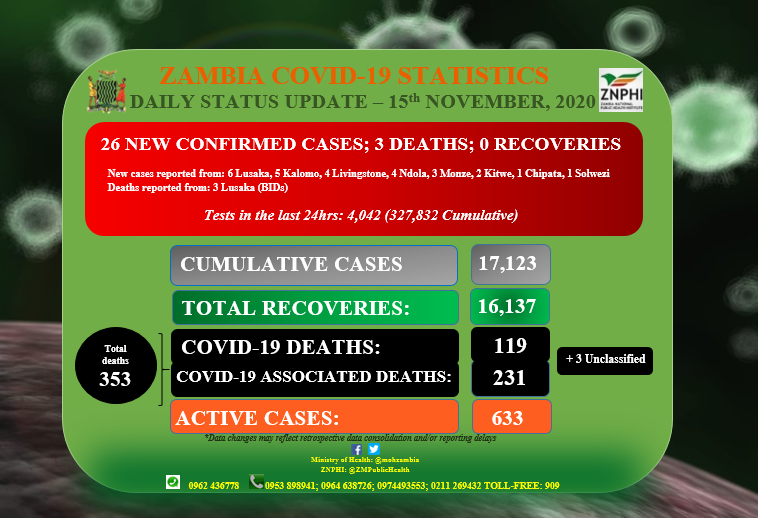 ZAMBIA COVID-19 STATISTICS
DAILY STATUS UPDATE – 15th NOVEMBER, 2020
ZNPHI
ZAMBIA NATIONAL
PUBLIC HEALTH INSTITUTE
26 NEW CONFIRMED CASES; 3 DEATHS; 0 RECOVERIES
New cases reported from: 6 Lusaka, 5 Kalomo, 4 Livingstone, 4 Ndola, 3 Monze, 2 Kitwe, 1 Chipata, 1 Solwezi
Deaths reported from: 3 Lusaka (BIDs)
Tests in the last 24hrs: 4,042 (327,832 Cumulative)
CUMULATIVE CASES 17,123
TOTAL RECOVERIES: 16,137
Total
deaths
353
COVID-19 DEATHS: 119
COVID-19 ASSOCIATED DEATHS: 231
+ 3 Unclassified
ACTIVE CASES: 633
*Data changes may reflect retrospective data consolidation and/or reporting delays
Ministry of Health: @mohzambia
ZNPHI: @ZMPublicHealth
0962 436778 0953 898941; 0964 638726; 0974493553; 0211 269432 TOLL-FREE: 909